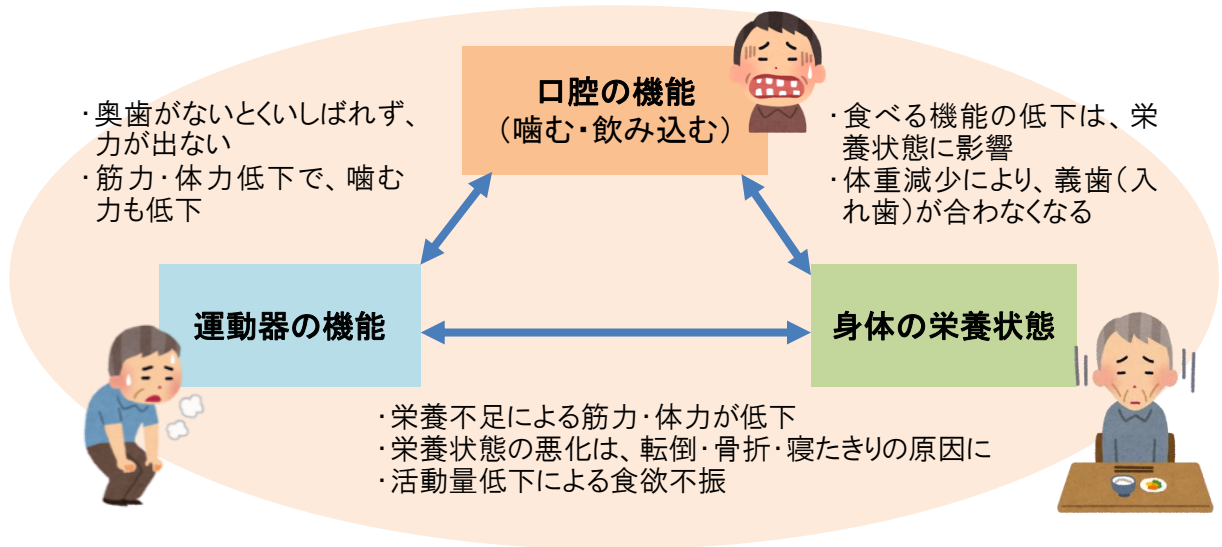 口腔の機能
（噛む・飲み込む）
・奥歯がないとくいしばれず、
力が出ない
・筋力・体力低下で、噛む
力も低下
・食べる機能の低下は、栄
養状態に影響
・体重減少により、義歯（入
れ歯）が合わなくなる
運動器の機能
身体の栄養状態
・栄養不足による筋力・体力が低下
・栄養状態の悪化は、転倒・骨折・寝たきりの原因に
・活動量低下による食欲不振